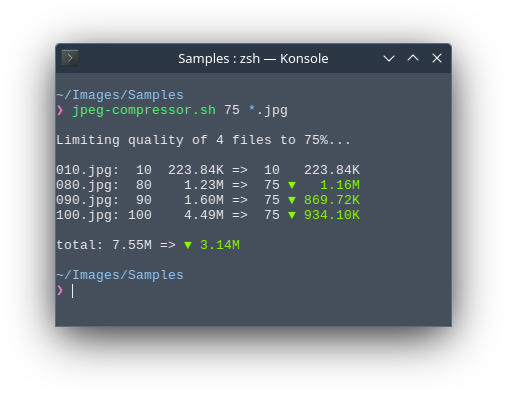 Samples : zsh — Konsole
~/Images/Samples
❯ jpeg-compressor.sh 75 *.jpg
Limiting quality of 4 files to 75%...
010.jpg:  10  223.84K =>  10   223.84K
080.jpg:  80    1.23M =>  75 ▼   1.16M
090.jpg:  90    1.60M =>  75 ▼ 869.72K
100.jpg: 100    4.49M =>  75 ▼ 934.10K
total: 7.55M => ▼ 3.14M
~/Images/Samples
❯